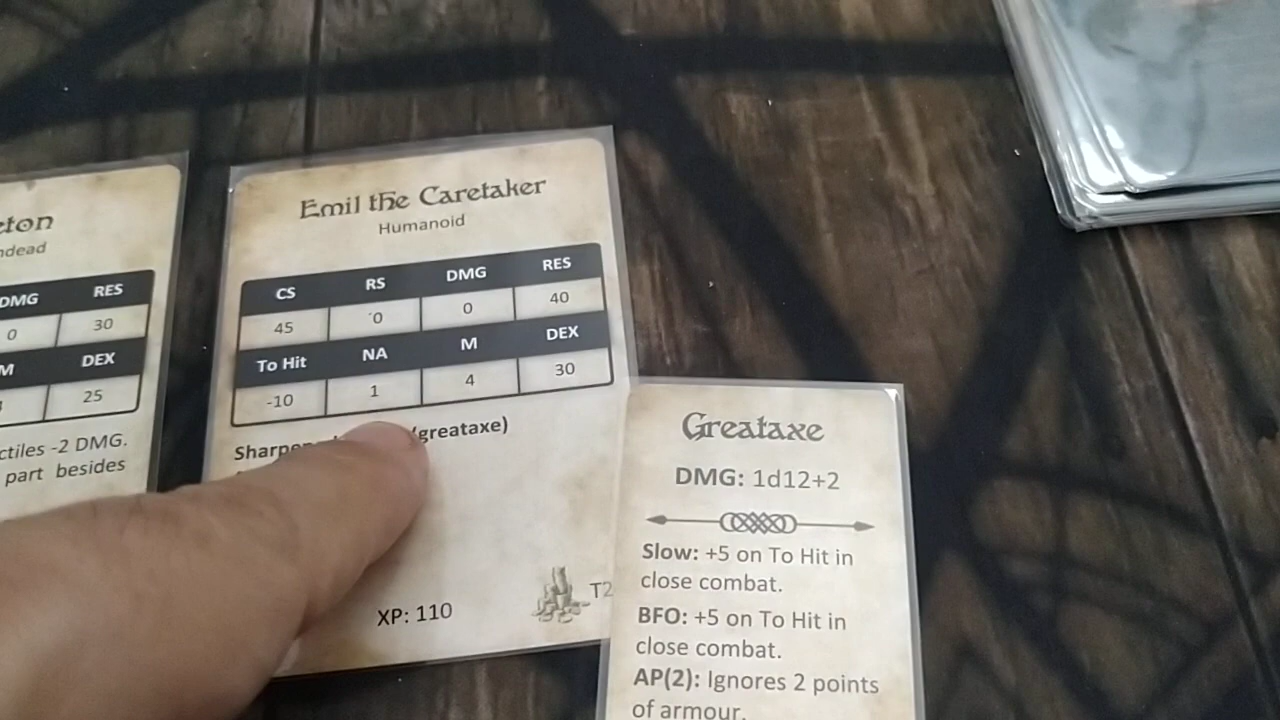 DMG RES
0 30
DEX
25
-2 DMG.
part besides
Emil the Caretaker
Humanoid
CS RS DMG RES
45 0 0 40
To Hit NA M DEX
-10 1 4 30
(greataxe)
XP: 110
T2
Greataxe
DMG: 1d12+2
Slow: +5 on To Hit in
close combat.
BFO: +5 on To Hit in
close combat.
AP(2): Ignores 2 points
of armour.